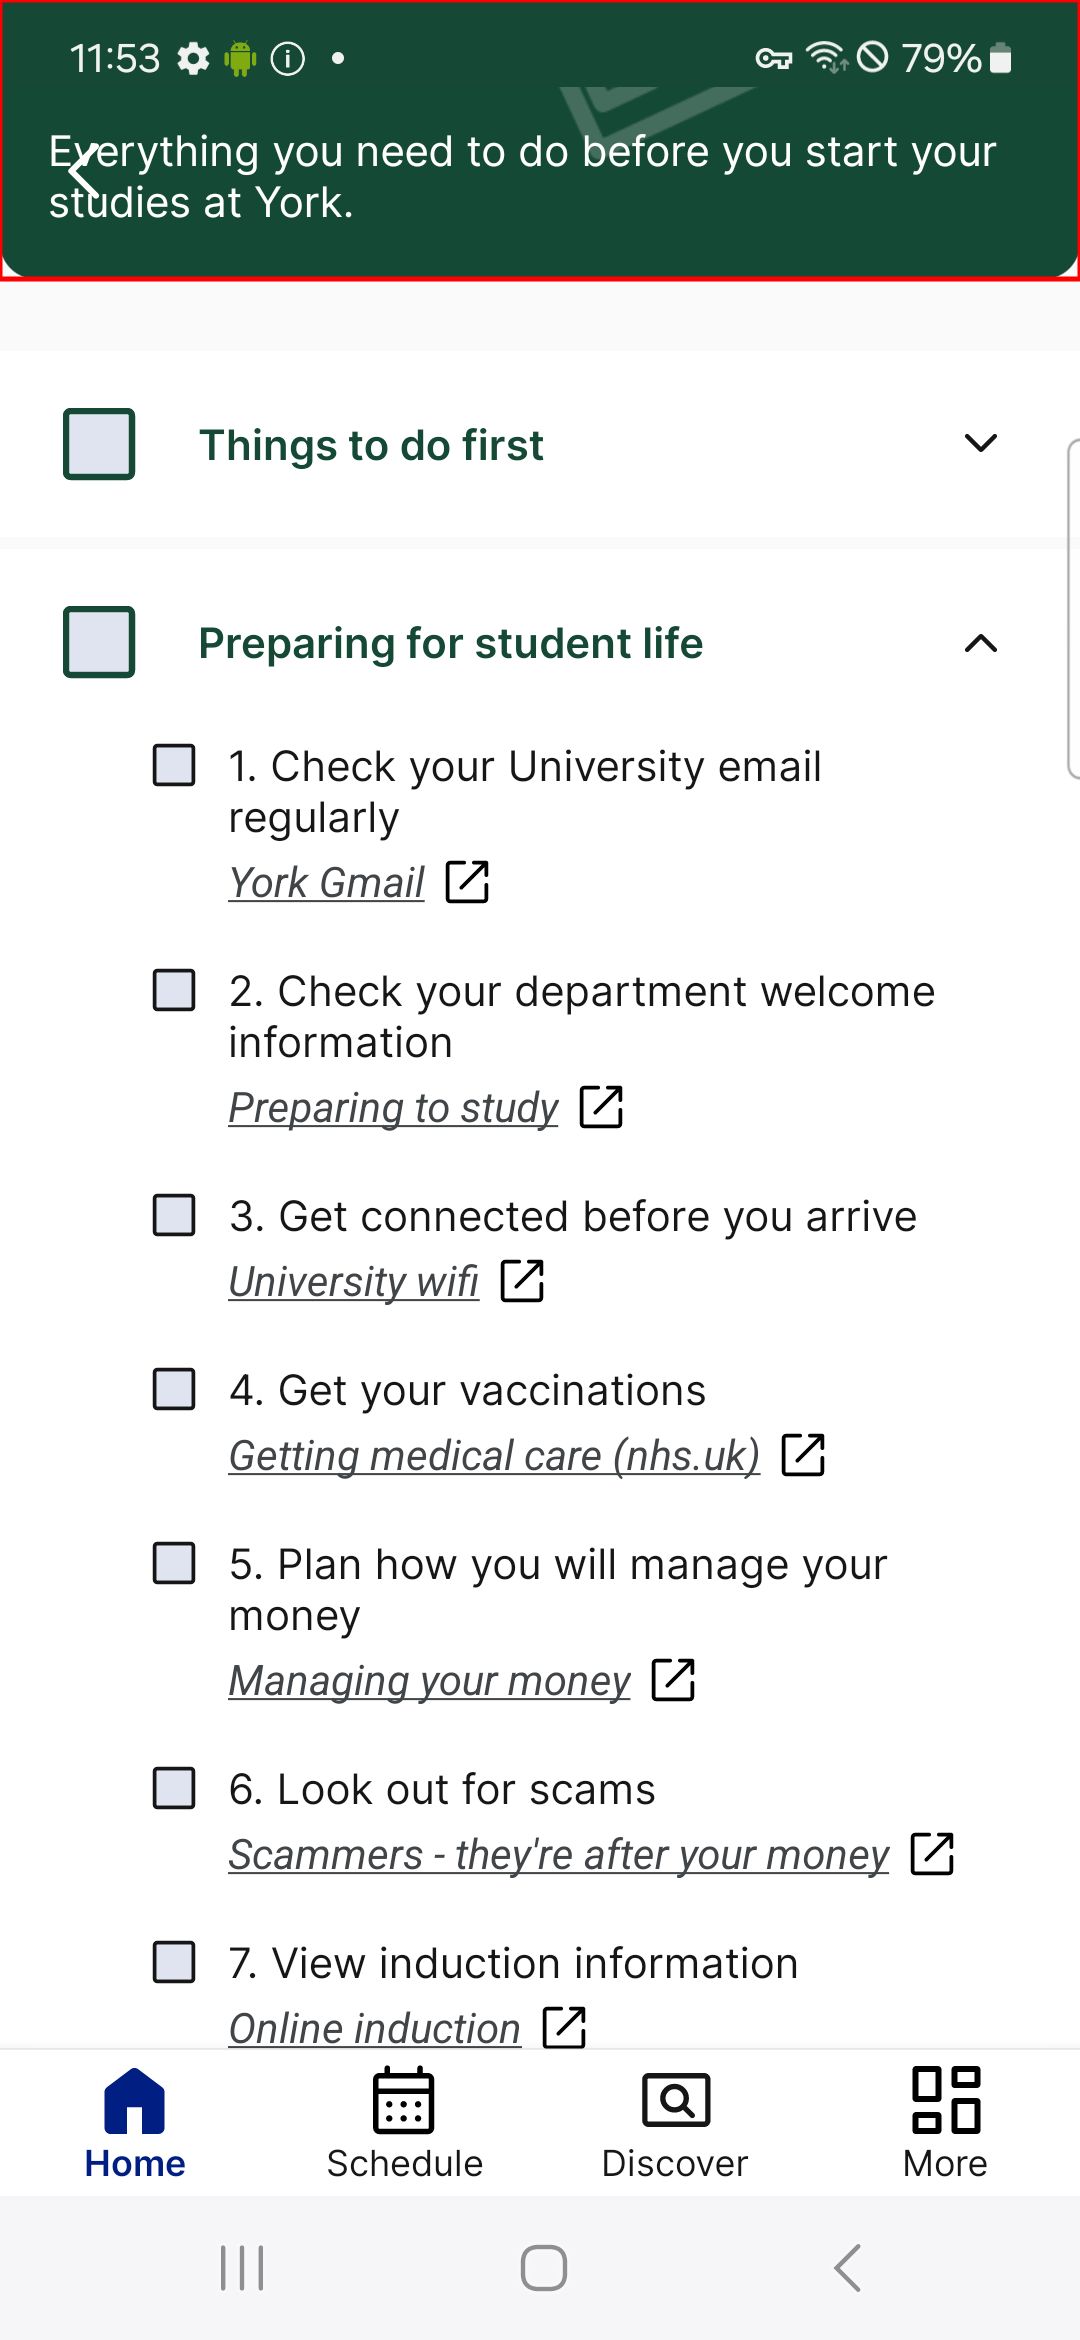 11:53
79%
Everything you need to do before you start your
studies at York.
Things to do first
Preparing for student life
1. Check your University email
regularly
York Gmail
2. Check your department welcome
information
Preparing to study
3. Get connected before you arrive
University wifi
4. Get your vaccinations
Getting medical care (nhs.uk)
5. Plan how you will manage your
money
Managing your money
6. Look out for scams
Scammers - they're after your money
7. View induction information
Online induction
Home
Schedule
Discover
More